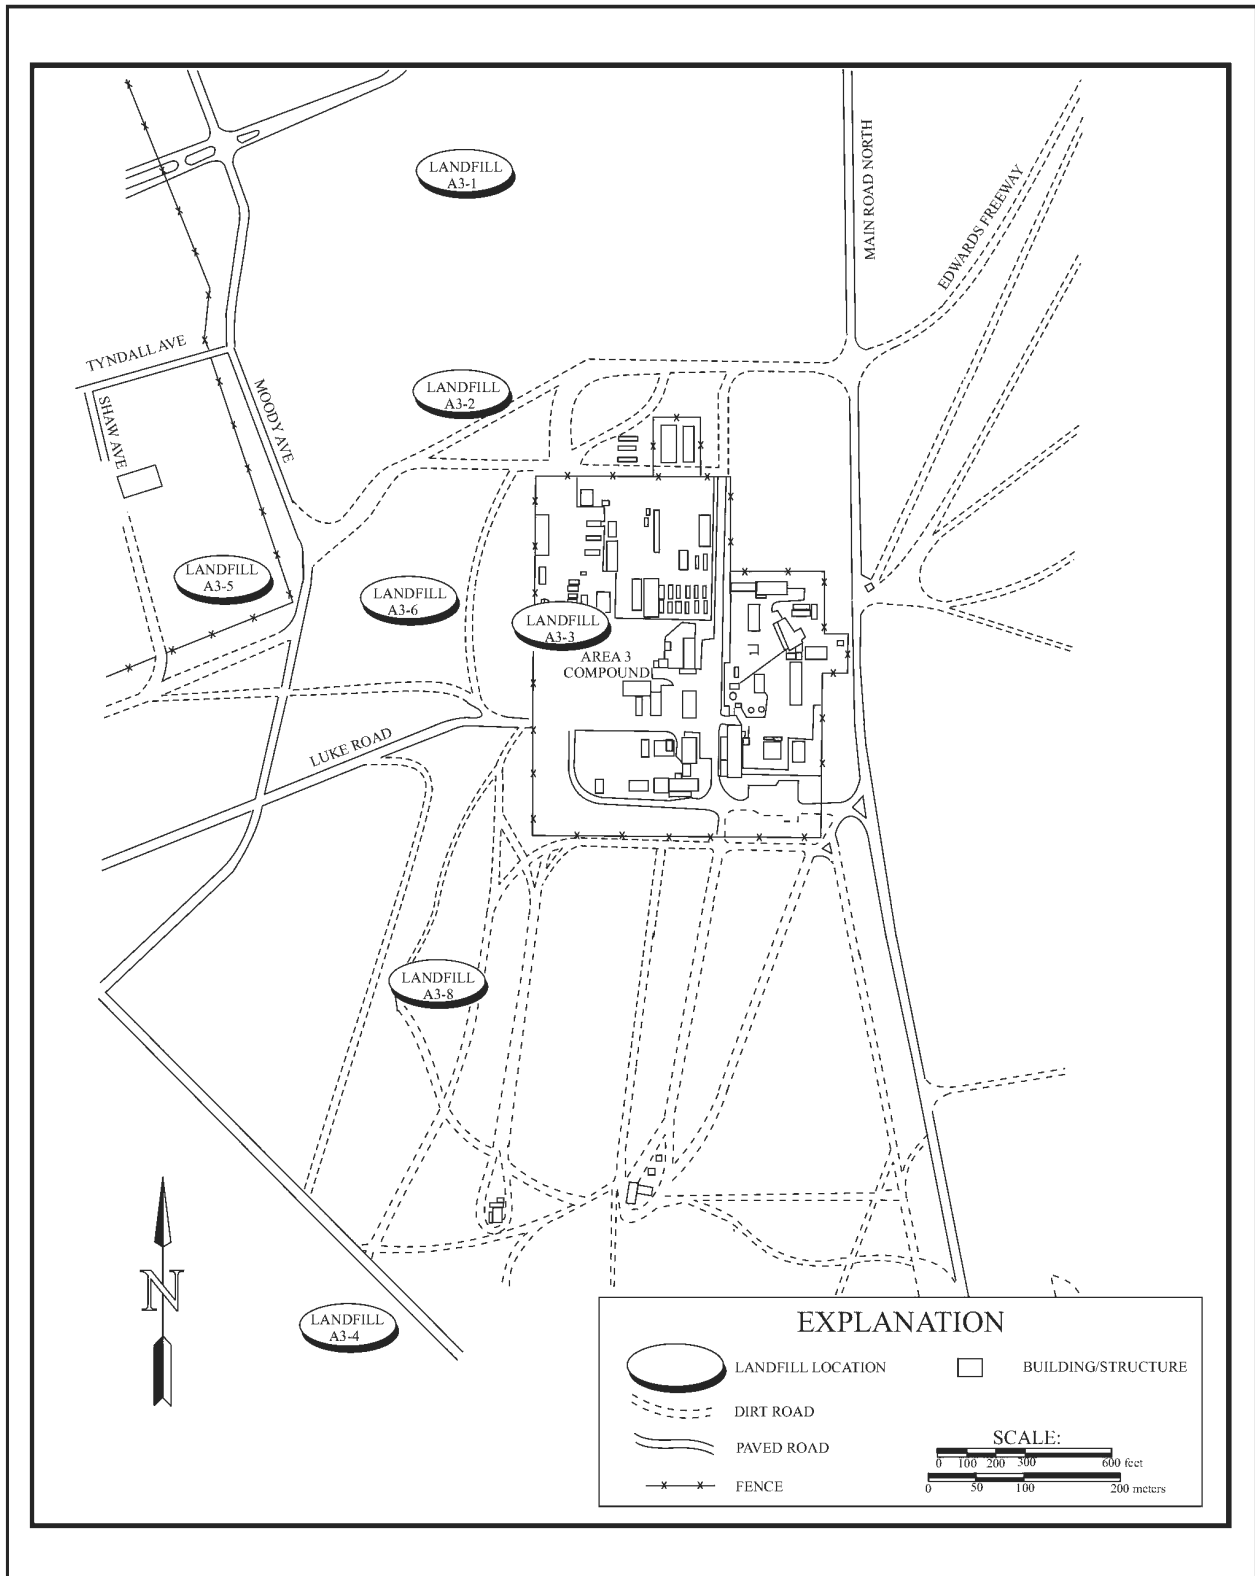 LANDFILL
A3-1
MAIN ROAD NORTH
EDWARDS FREEWAY
TYNDALL AVE
SHAW AVE
MOODY AVE
LANDFILL
A3-2
LANDFILL
A3-5
LANDFILL
A3-6
LANDFILL
A3-3
AREA 3
COMPOUND
LUKE ROAD
LANDFILL
A3-8
N
LANDFILL
A3-4
EXPLANATION
LANDFILL LOCATION
BUILDING/STRUCTURE
DIRT ROAD
PAVED ROAD
FENCE
SCALE:
0 100 200 300 600 feet
0 50 100 200 meters